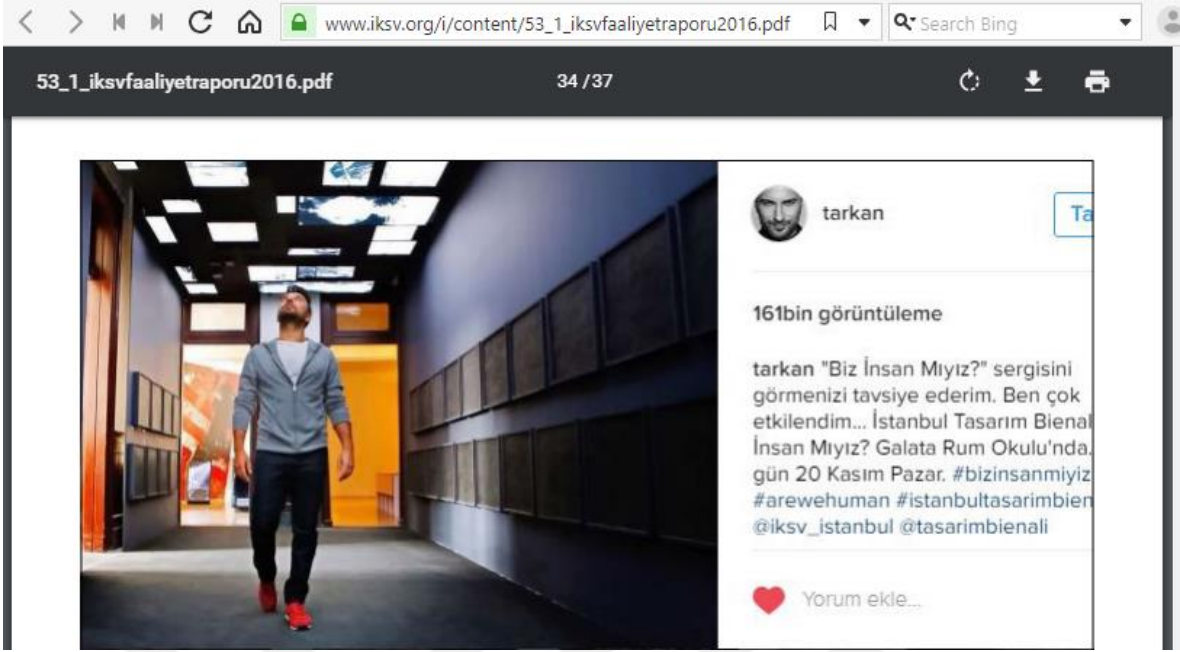 www.iksv.org/i/content/53_1_iksvfaaliyetraporu2016.pdf
Search Bing
53_1_iksvfaaliyetraporu2016.pdf
34 / 37
tarkan
Ta
161bin görüntüleme
tarkan "Biz İnsan Mıyız?" sergisini
görmenizi tavsiye ederim. Ben çok
etkilendim... İstanbul Tasarım Bienal
İnsan Mıyız? Galata Rum Okulu'nda.
gün 20 Kasım Pazar. #bizinsanmiyiz
#arewehuman #istanbultasarimbien
@iksv_istanbul @tasarimbienali
Yorum ekle...